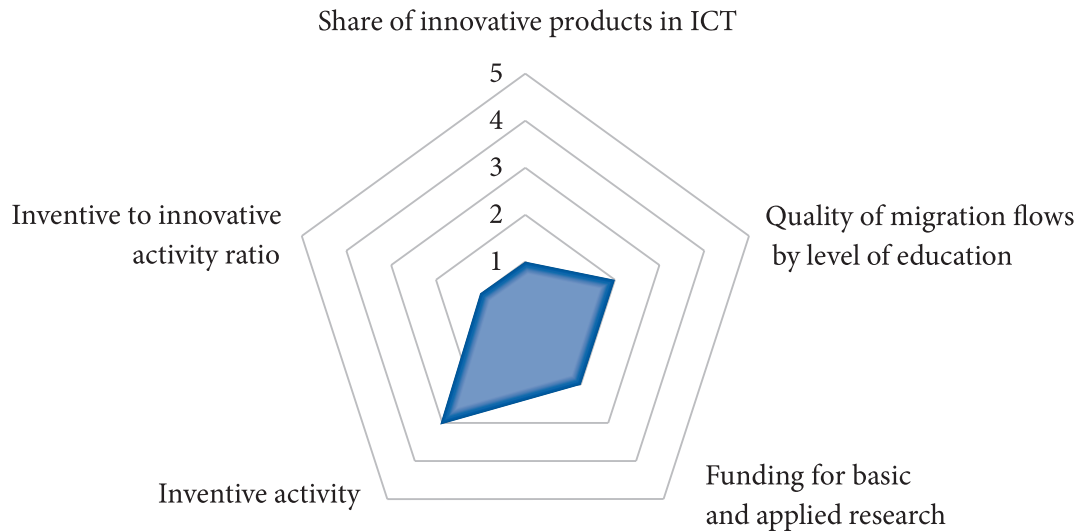 Share of innovative products in ICT
5
4
3
2
1
Inventive to innovative
activity ratio
Quality of migration flows
by level of education
Inventive activity
Funding for basic
and applied research